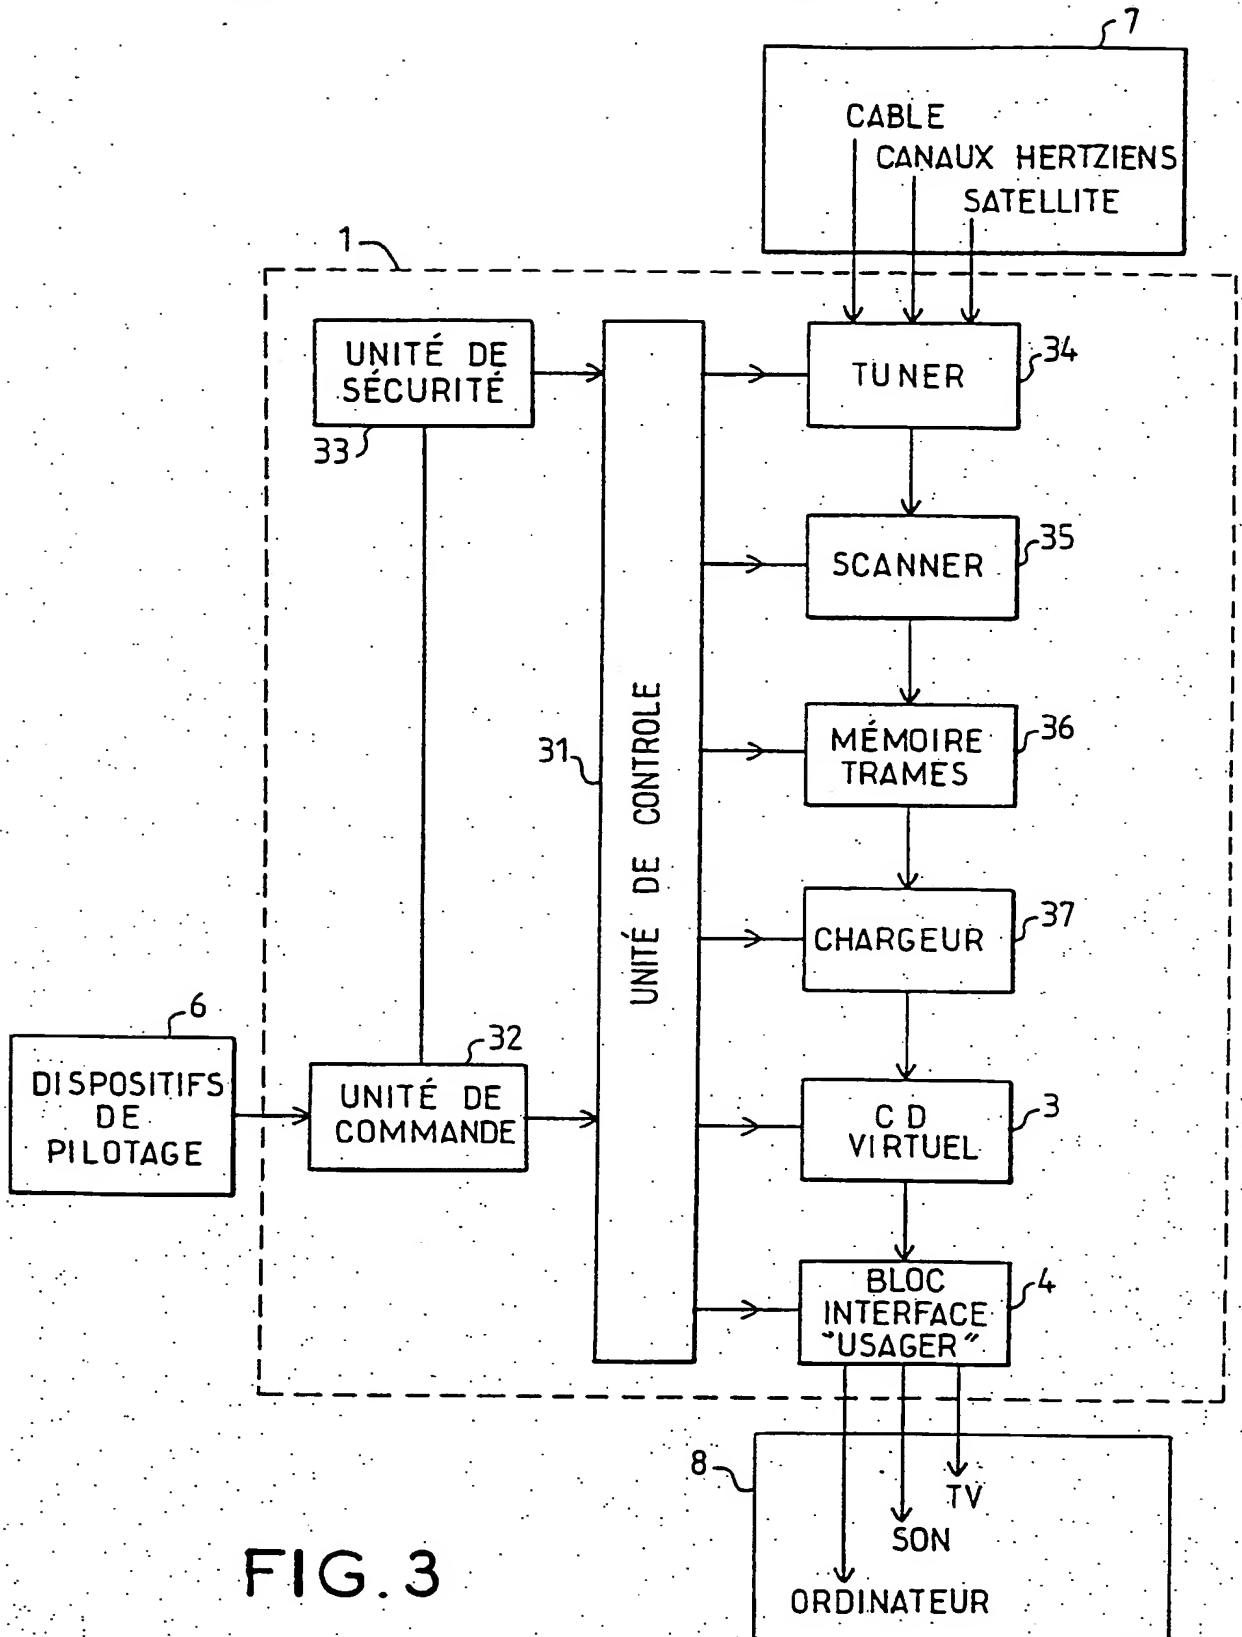 7
CABLE
CANAUX HERTZIENS
SATELLITE
1
UNITÉ DE
SÉCURITÉ
33
TUNER
34
SCANNER
35
31
UNITÉ DE CONTROLE
MÉMOIRE
TRAMES
36
CHARGEUR
37
6
DISPOSITIFS
DE
PILOTAGE
32
UNITÉ DE
COMMANDE
CD
VIRTUEL
3
BLOC
INTERFACE
"USAGER"
4
8
TV
SON
ORDINATEUR
FIG.3